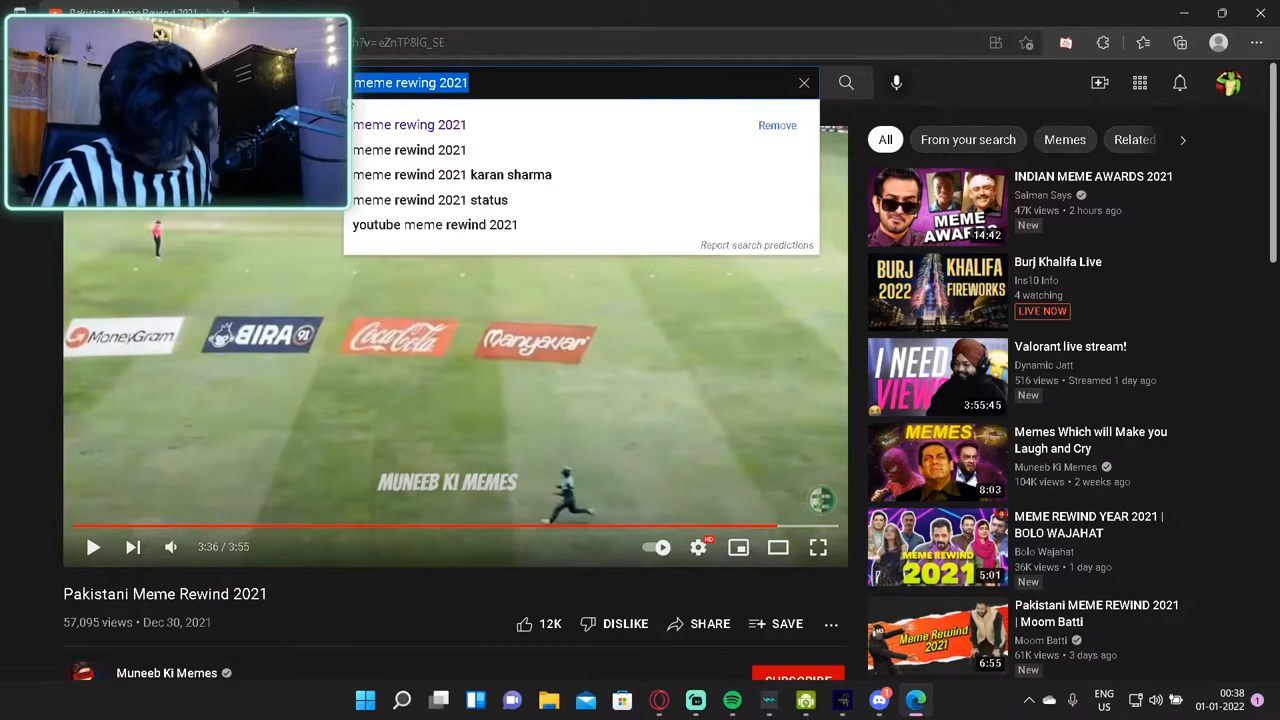 Pakistani Meme Rewind 2021
h?v=eZnTP8lG_SE
meme rewing 2021
meme rewing 2021
Remove
meme rewind 2021
meme rewind 2021 karan sharma
meme rewind 2021 status
youtube meme rewind 2021
Report search predictions
MoneyGram
BIRA 91
Coca-Cola
Manyavar
MUNEEB KI MEMES
3:36 / 3:55
HD
Pakistani Meme Rewind 2021
57,095 views • Dec 30, 2021
12K
DISLIKE
SHARE
SAVE
Muneeb Ki Memes
SUBSCRIBE
All
From your search
Memes
Related
MEME
AWARDS
14:42
INDIAN MEME AWARDS 2021
Salman Says
47K views • 2 hours ago
New
BURJ KHALIFA
2022 FIREWORKS
Burj Khalifa Live
Ins10 Info
4 watching
LIVE NOW
I NEED
VIEWS
3:55:45
Valorant live stream!
Dynamic Jatt
516 views • Streamed 1 day ago
New
MEMES
8:03
Memes Which will Make you
Laugh and Cry
Muneeb Ki Memes
104K views • 2 weeks ago
MEME REWIND
2021
5:01
MEME REWIND YEAR 2021 |
BOLO WAJAHAT
Bolo Wajahat
36K views • 1 day ago
New
Meme Rewind
2021
6:55
Pakistani MEME REWIND 2021
| Moom Batti
Moom Batti
61K views • 3 days ago
New
1
ENG
US
00:38
01-01-2022
1